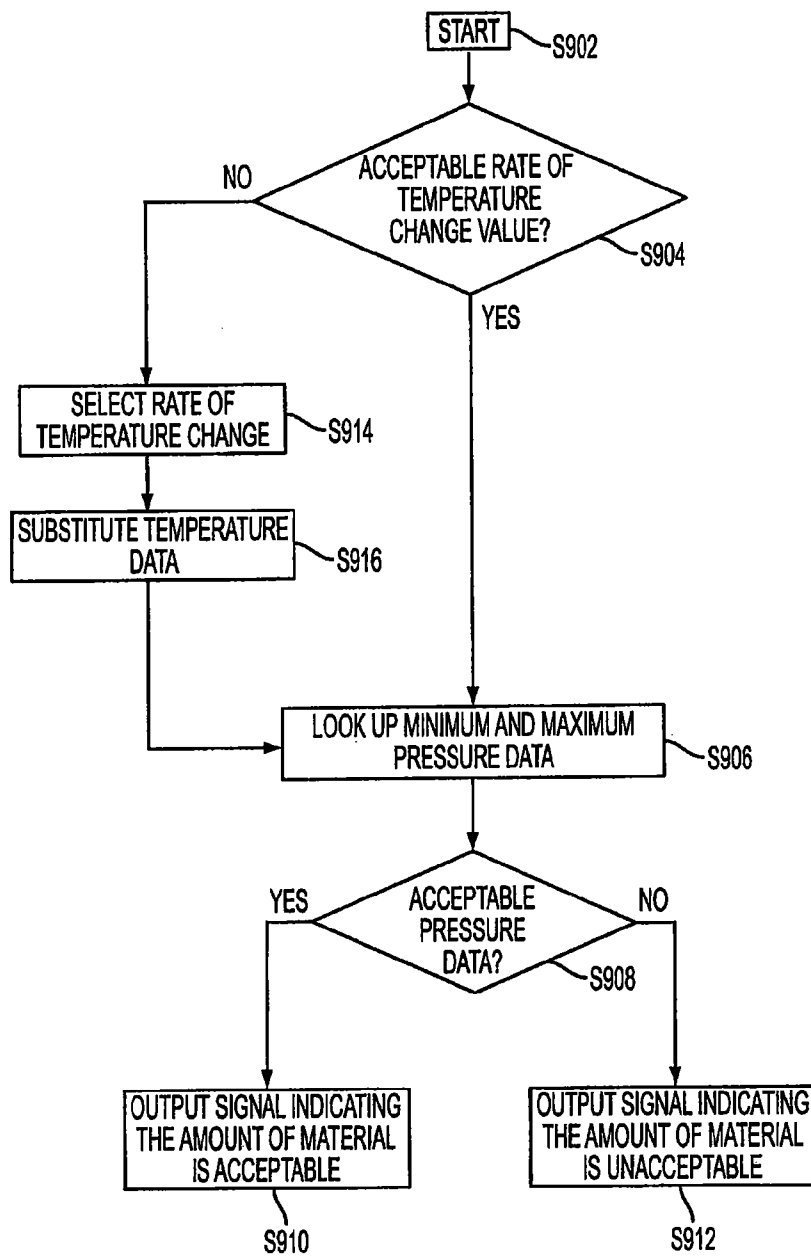 START
S902
ACCEPTABLE RATE OF
TEMPERATURE
CHANGE VALUE?
S904
NO
YES
SELECT RATE OF
TEMPERATURE CHANGE
S914
SUBSTITUTE TEMPERATURE
DATA
S916
LOOK UP MINIMUM AND MAXIMUM
PRESSURE DATA
S906
YES
ACCEPTABLE
PRESSURE
DATA?
NO
S908
OUTPUT SIGNAL INDICATING
THE AMOUNT OF MATERIAL
IS ACCEPTABLE
S910
OUTPUT SIGNAL INDICATING
THE AMOUNT OF MATERIAL
IS UNACCEPTABLE
S912